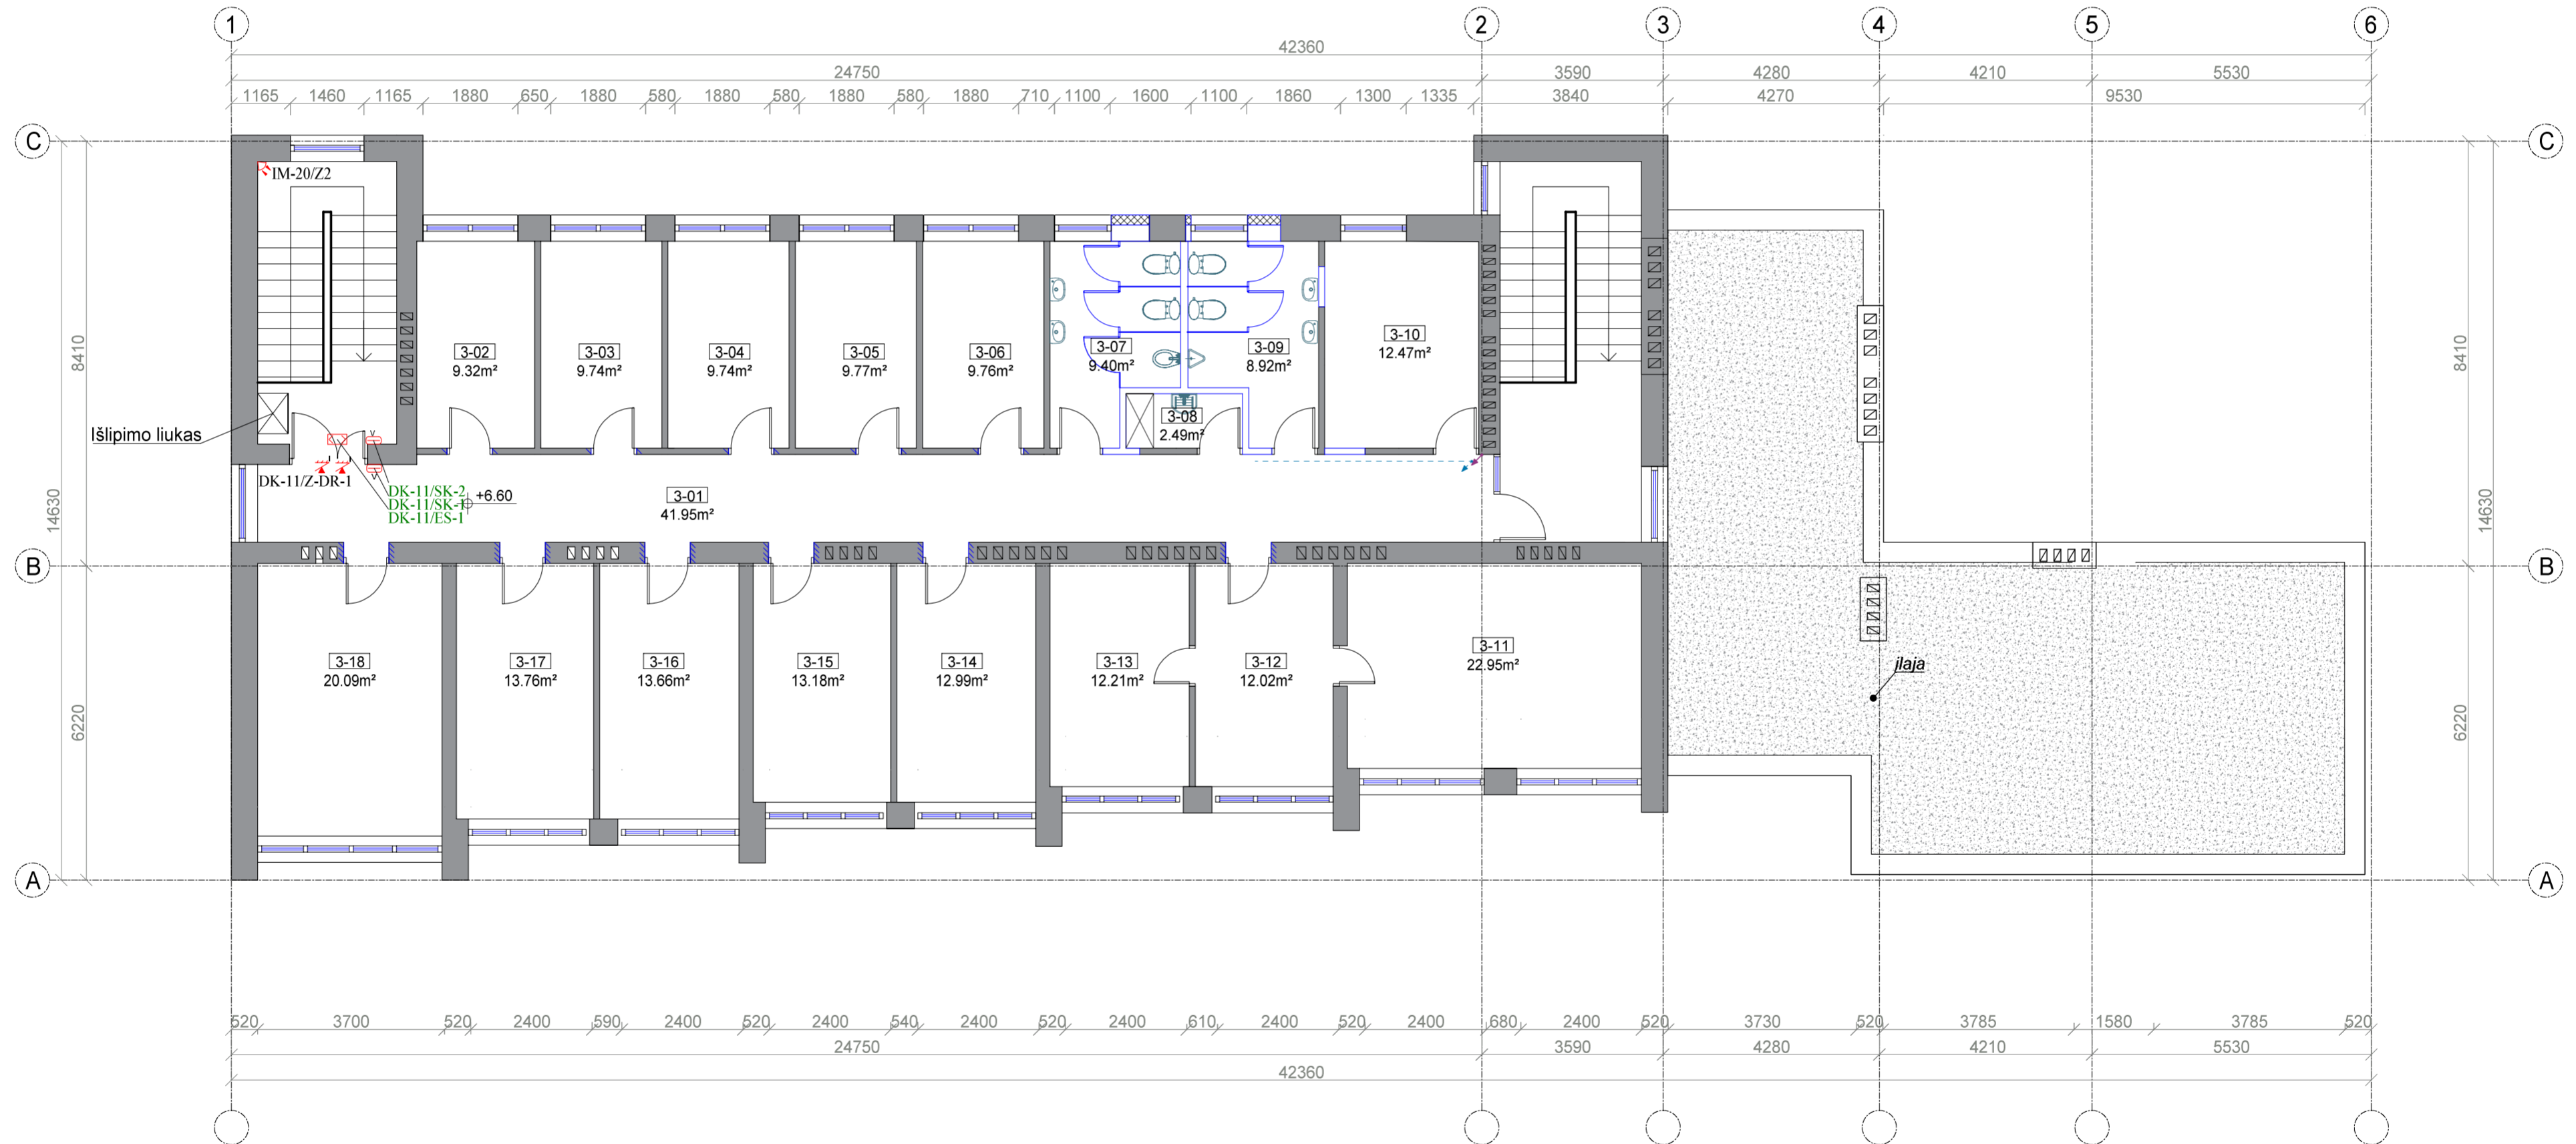 1 2 3 4 5 6
42360
24750 3590 4280 4210 5530
1165 1460 1165 1880 650 1880 580 1880 580 1880 580 1880 710 1100 1600 1100 1860 1300 1335 3840 4270 9530
C C
IM-20/Z2
3-02
9.32m²
3-03
9.74m²
3-04
9.74m²
3-05
9.77m²
3-06
9.76m²
3-07
9.40m²
3-09
8.92m²
3-10
12.47m²
3-08
2.49m²
8410 8410
14630 14630
Išlipimo liukas
DK-11/Z-DR-1
DK-11/SK-2
DK-11/SK-1
DK-11/ES-1
+6.60
3-01
41.95m²
B B
3-18
20.09m²
3-17
13.76m²
3-16
13.66m²
3-15
13.18m²
3-14
12.99m²
3-13
12.21m²
3-12
12.02m²
3-11
22.95m²
įlaja
6220 6220
A A
520 3700 520 2400 590 2400 520 2400 540 2400 520 2400 510 2400 520 2400 680 2400 520 3730 520 3785 1580 3785 520
24750 3590 4280 4210 5530
42360